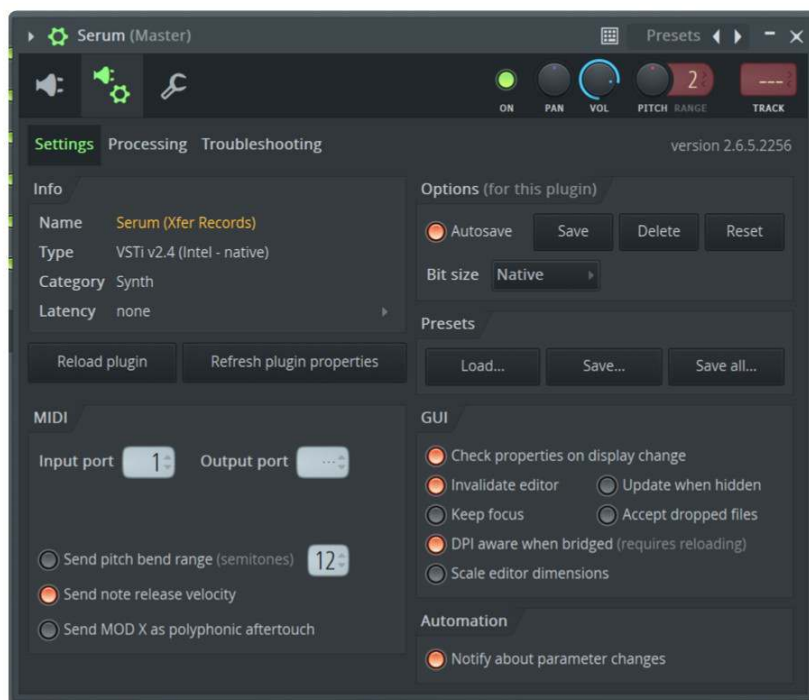 Serum (Master) Presets
ON PAN VOL PITCH RANGE 2 --- TRACK
Settings Processing Troubleshooting version 2.6.5.2256
Info
Name Serum (Xfer Records)
Type VSTi v2.4 (Intel - native)
Category Synth
Latency none
Reload plugin Refresh plugin properties
Options (for this plugin)
Autosave Save Delete Reset
Bit size Native
Presets
Load... Save... Save all...
MIDI
Input port 1 Output port ---
Send pitch bend range (semitones) 12
Send note release velocity
Send MOD X as polyphonic aftertouch
GUI
Check properties on display change
Invalidate editor Update when hidden
Keep focus Accept dropped files
DPI aware when bridged (requires reloading)
Scale editor dimensions
Automation
Notify about parameter changes